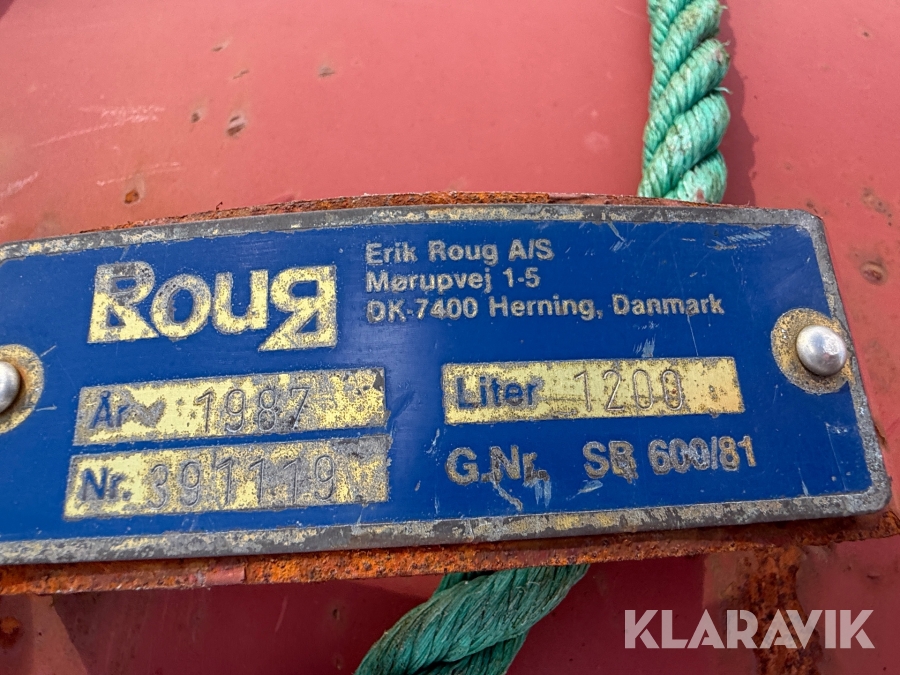 Roug
Erik Roug A/S
Mørupvej 1-5
DK-7400 Herning, Danmark
År 1987
Liter 1200
Nr. 391119
G.Nr. SR 600/81
KLARAVIK